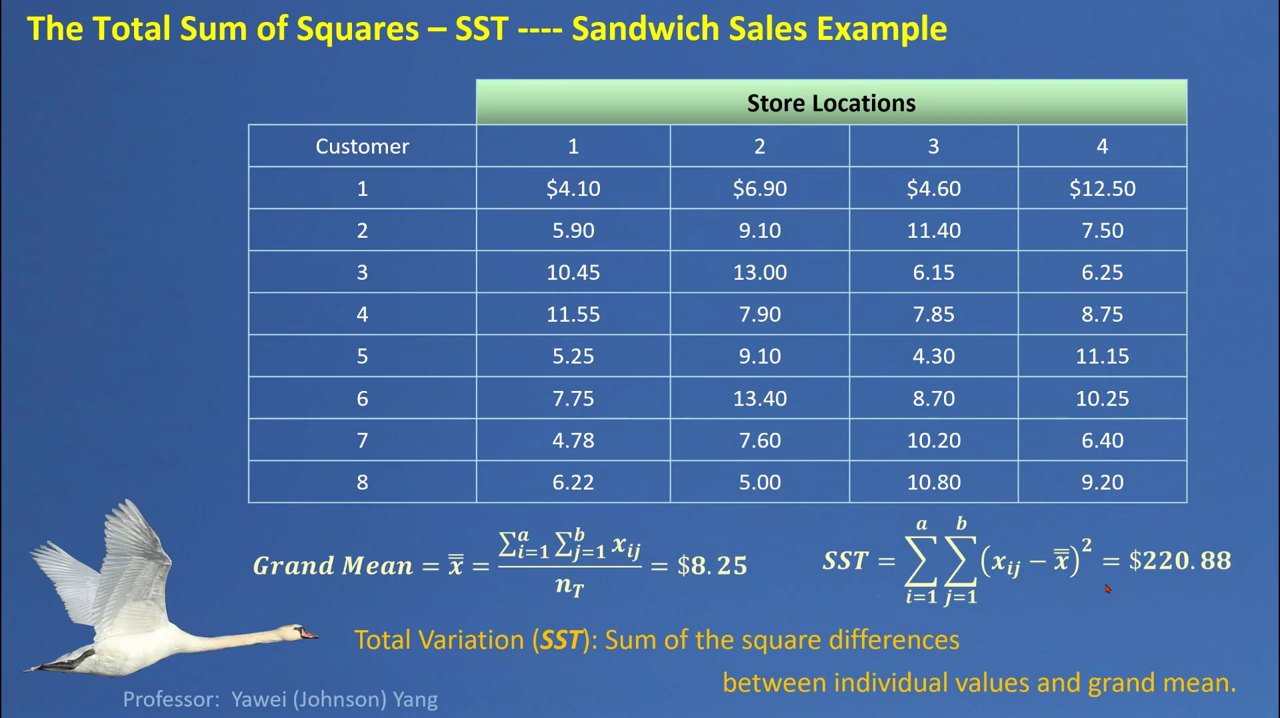 The Total Sum of Squares – SST ---- Sandwich Sales Example
Store Locations
Customer 1 2 3 4
1 $4.10 $6.90 $4.60 $12.50
2 5.90 9.10 11.40 7.50
3 10.45 13.00 6.15 6.25
4 11.55 7.90 7.85 8.75
5 5.25 9.10 4.30 11.15
6 7.75 13.40 8.70 10.25
7 4.78 7.60 10.20 6.40
8 6.22 5.00 10.80 9.20
Grand Mean = x̿ = ∑ᵃᵢ₌₁ ∑ᵇⱼ₌₁ xᵢⱼ / n_T = $8.25
SST = ∑ᵃᵢ₌₁ ∑ᵇⱼ₌₁ (xᵢⱼ − x̿)² = $220.88
Total Variation (SST): Sum of the square differences
between individual values and grand mean.
Professor: Yawei (Johnson) Yang